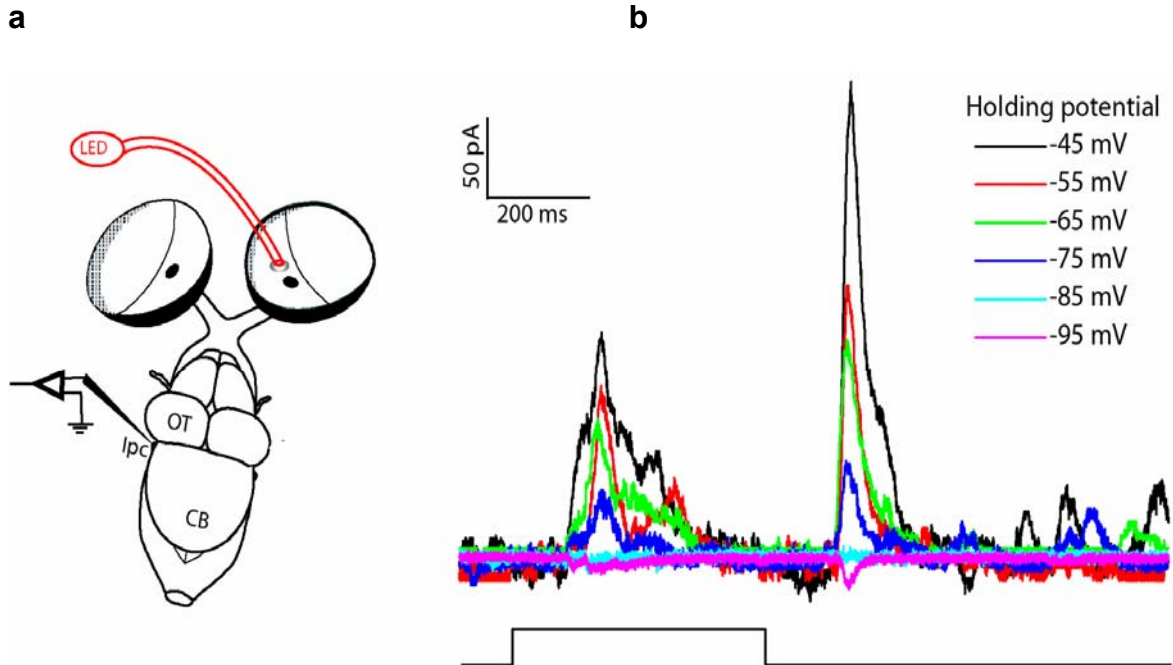 a
b
LED
OT
Ipc
CB
50 pA
200 ms
Holding potential
-45 mV
-55 mV
-65 mV
-75 mV
-85 mV
-95 mV